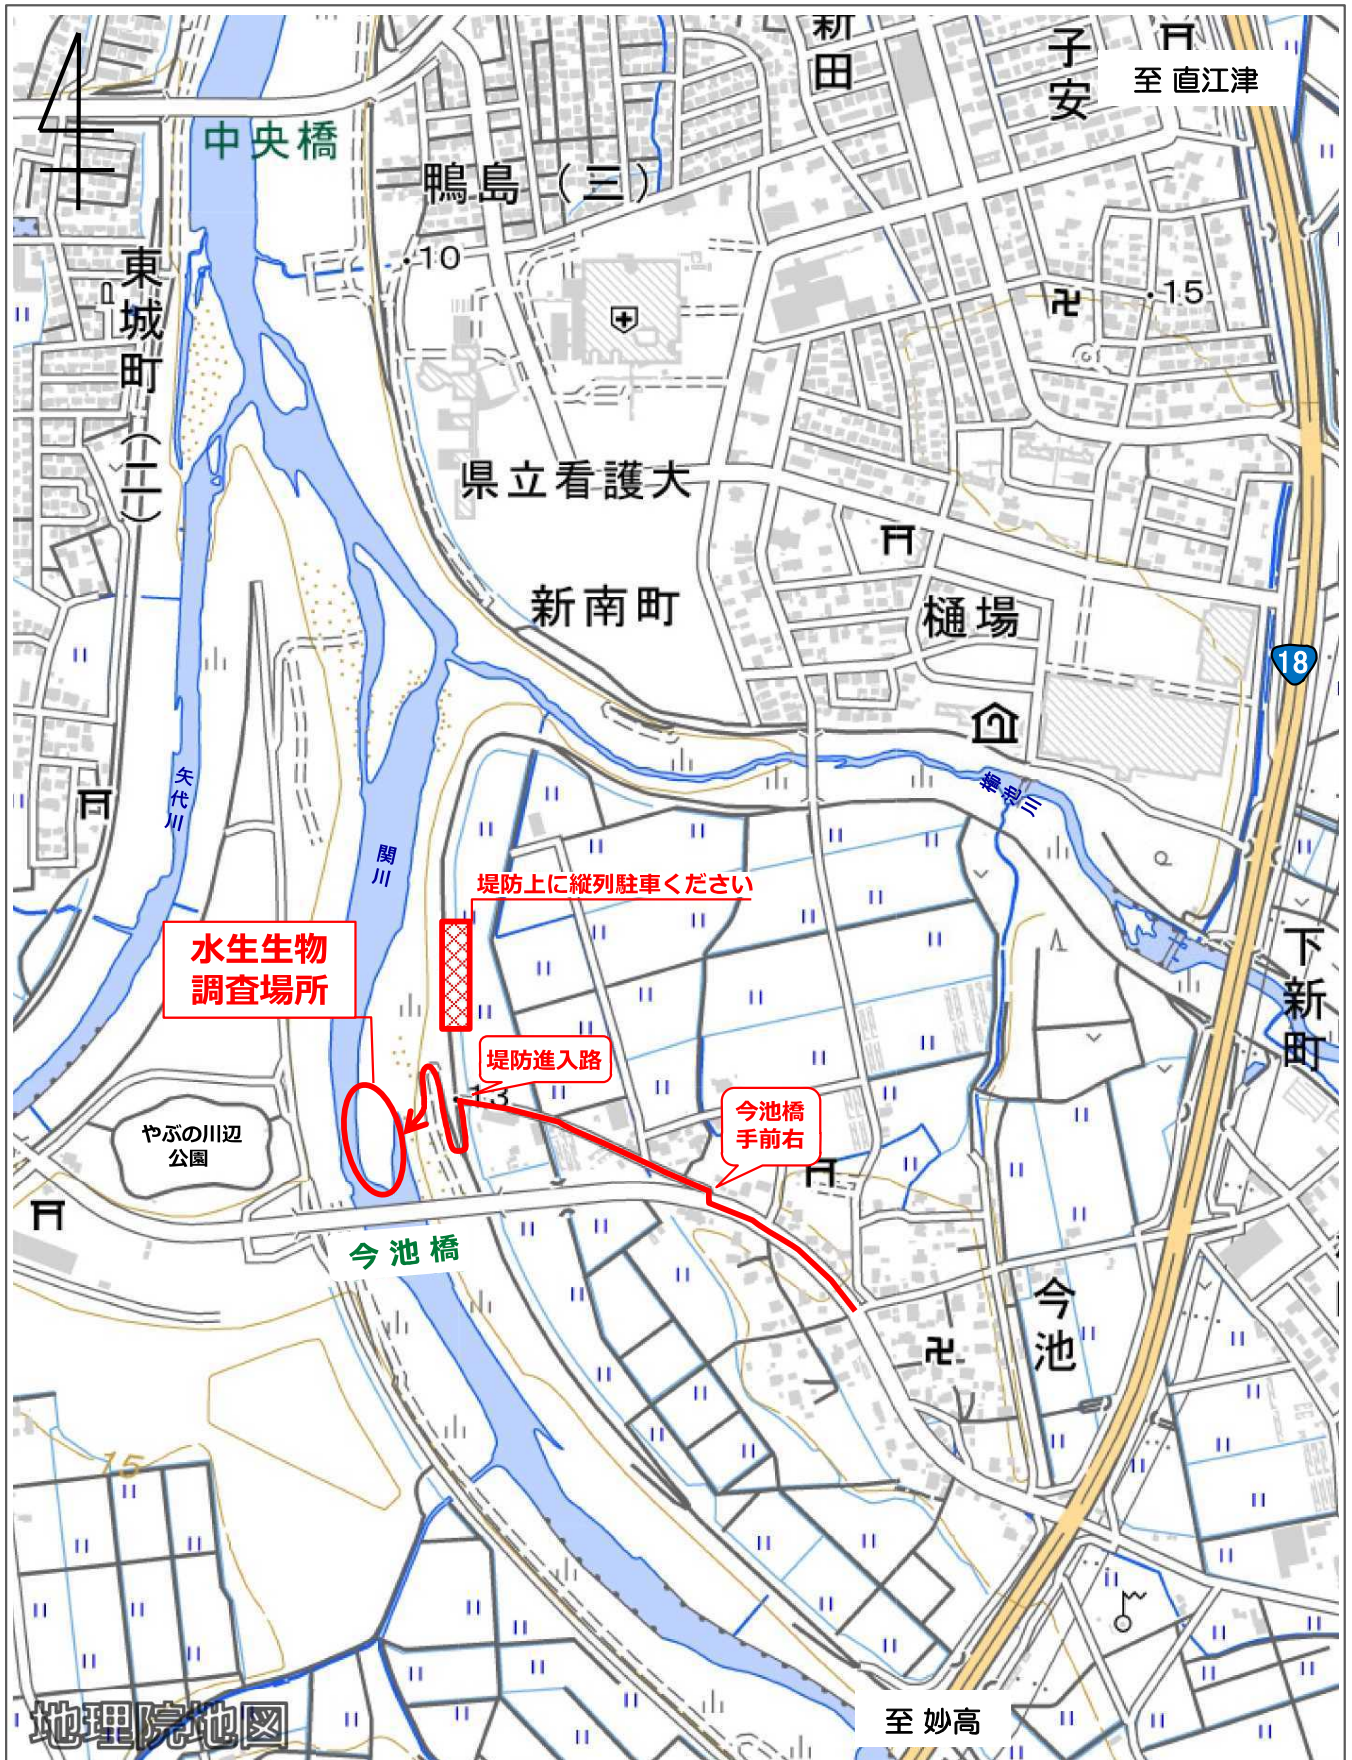 新田
子安
至 直江津
中央橋
鴨島（三）
・10
東城町（二）
・15
県立看護大
新南町
樋場
18
矢代川
関川
櫛池川
堤防上に縦列駐車ください
水生生物
調査場所
下新町
堤防進入路
・13
今池橋
手前右
やぶの川辺
公園
今池橋
今池
15
地理院地図
至 妙高